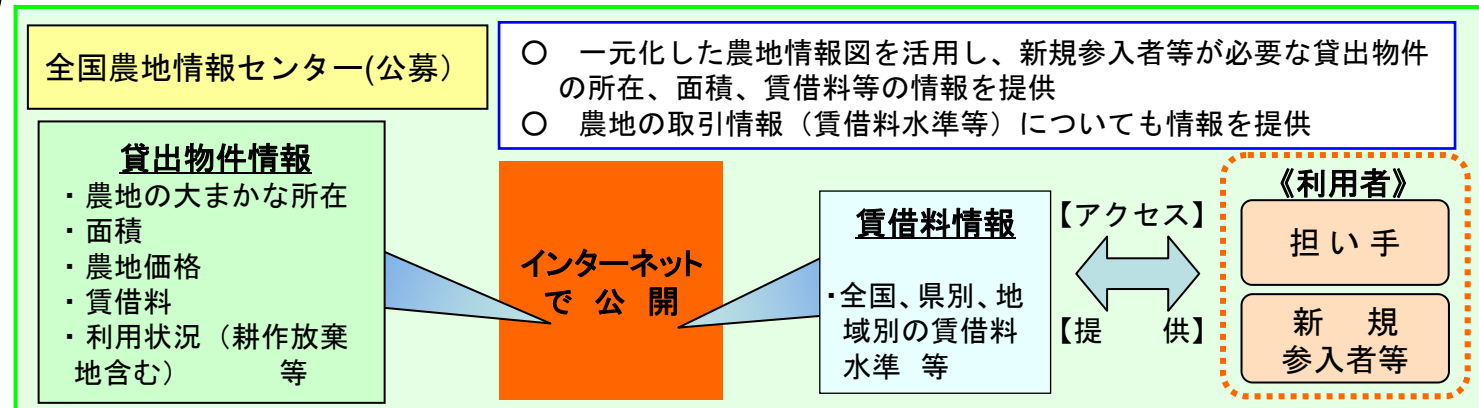 全国農地情報センター(公募）
○　一元化した農地情報図を活用し、新規参入者等が必要な貸出物件
の所在、面積、賃借料等の情報を提供
○　農地の取引情報（賃借料水準等）についても情報を提供
貸出物件情報
・農地の大まかな所在
・面積
・農地価格
・賃借料
・利用状況（耕作放棄
地含む）　　　等
インターネット
で 公 開
賃借料情報
・全国、県別、地
域別の賃借料
水準 等
【アクセス】
【提　　供】
《利用者》
担い手
新　規
参入者等